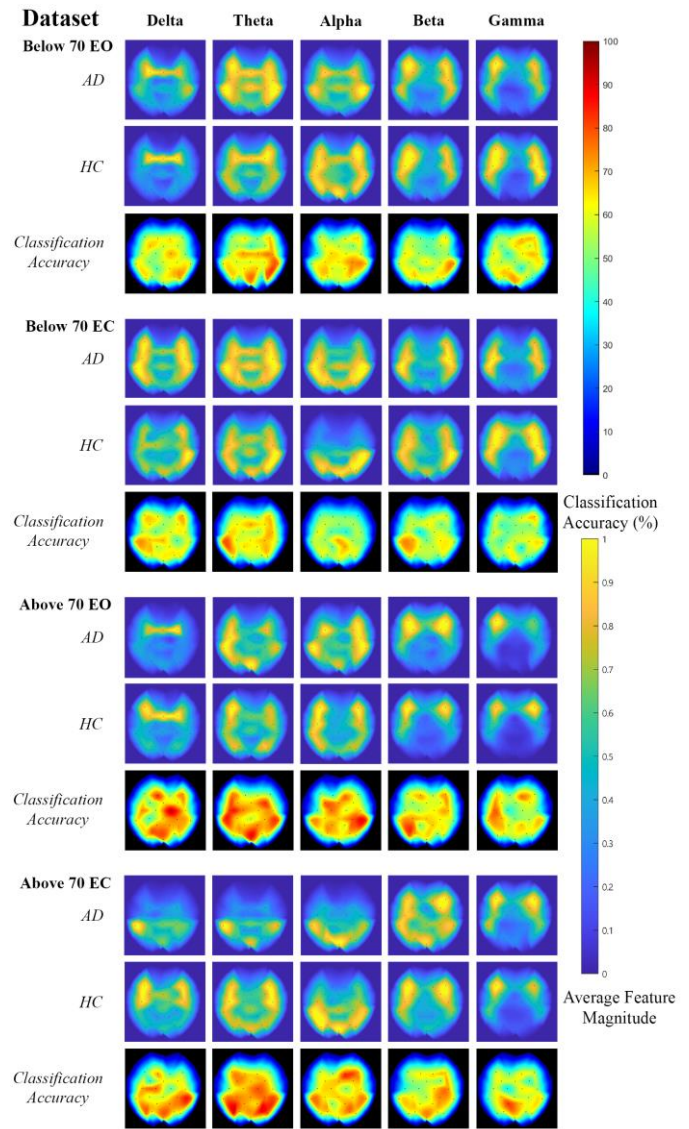 Dataset Delta Theta Alpha Beta Gamma
Below 70 EO
AD
HC
Classification
Accuracy
Below 70 EC
AD
HC
Classification
Accuracy
Above 70 EO
AD
HC
Classification
Accuracy
Above 70 EC
AD
HC
Classification
Accuracy
100
90
80
70
60
50
40
30
20
10
0
Classification
Accuracy (%)
1
0.9
0.8
0.7
0.6
0.5
0.4
0.3
0.2
0.1
0
Average Feature
Magnitude